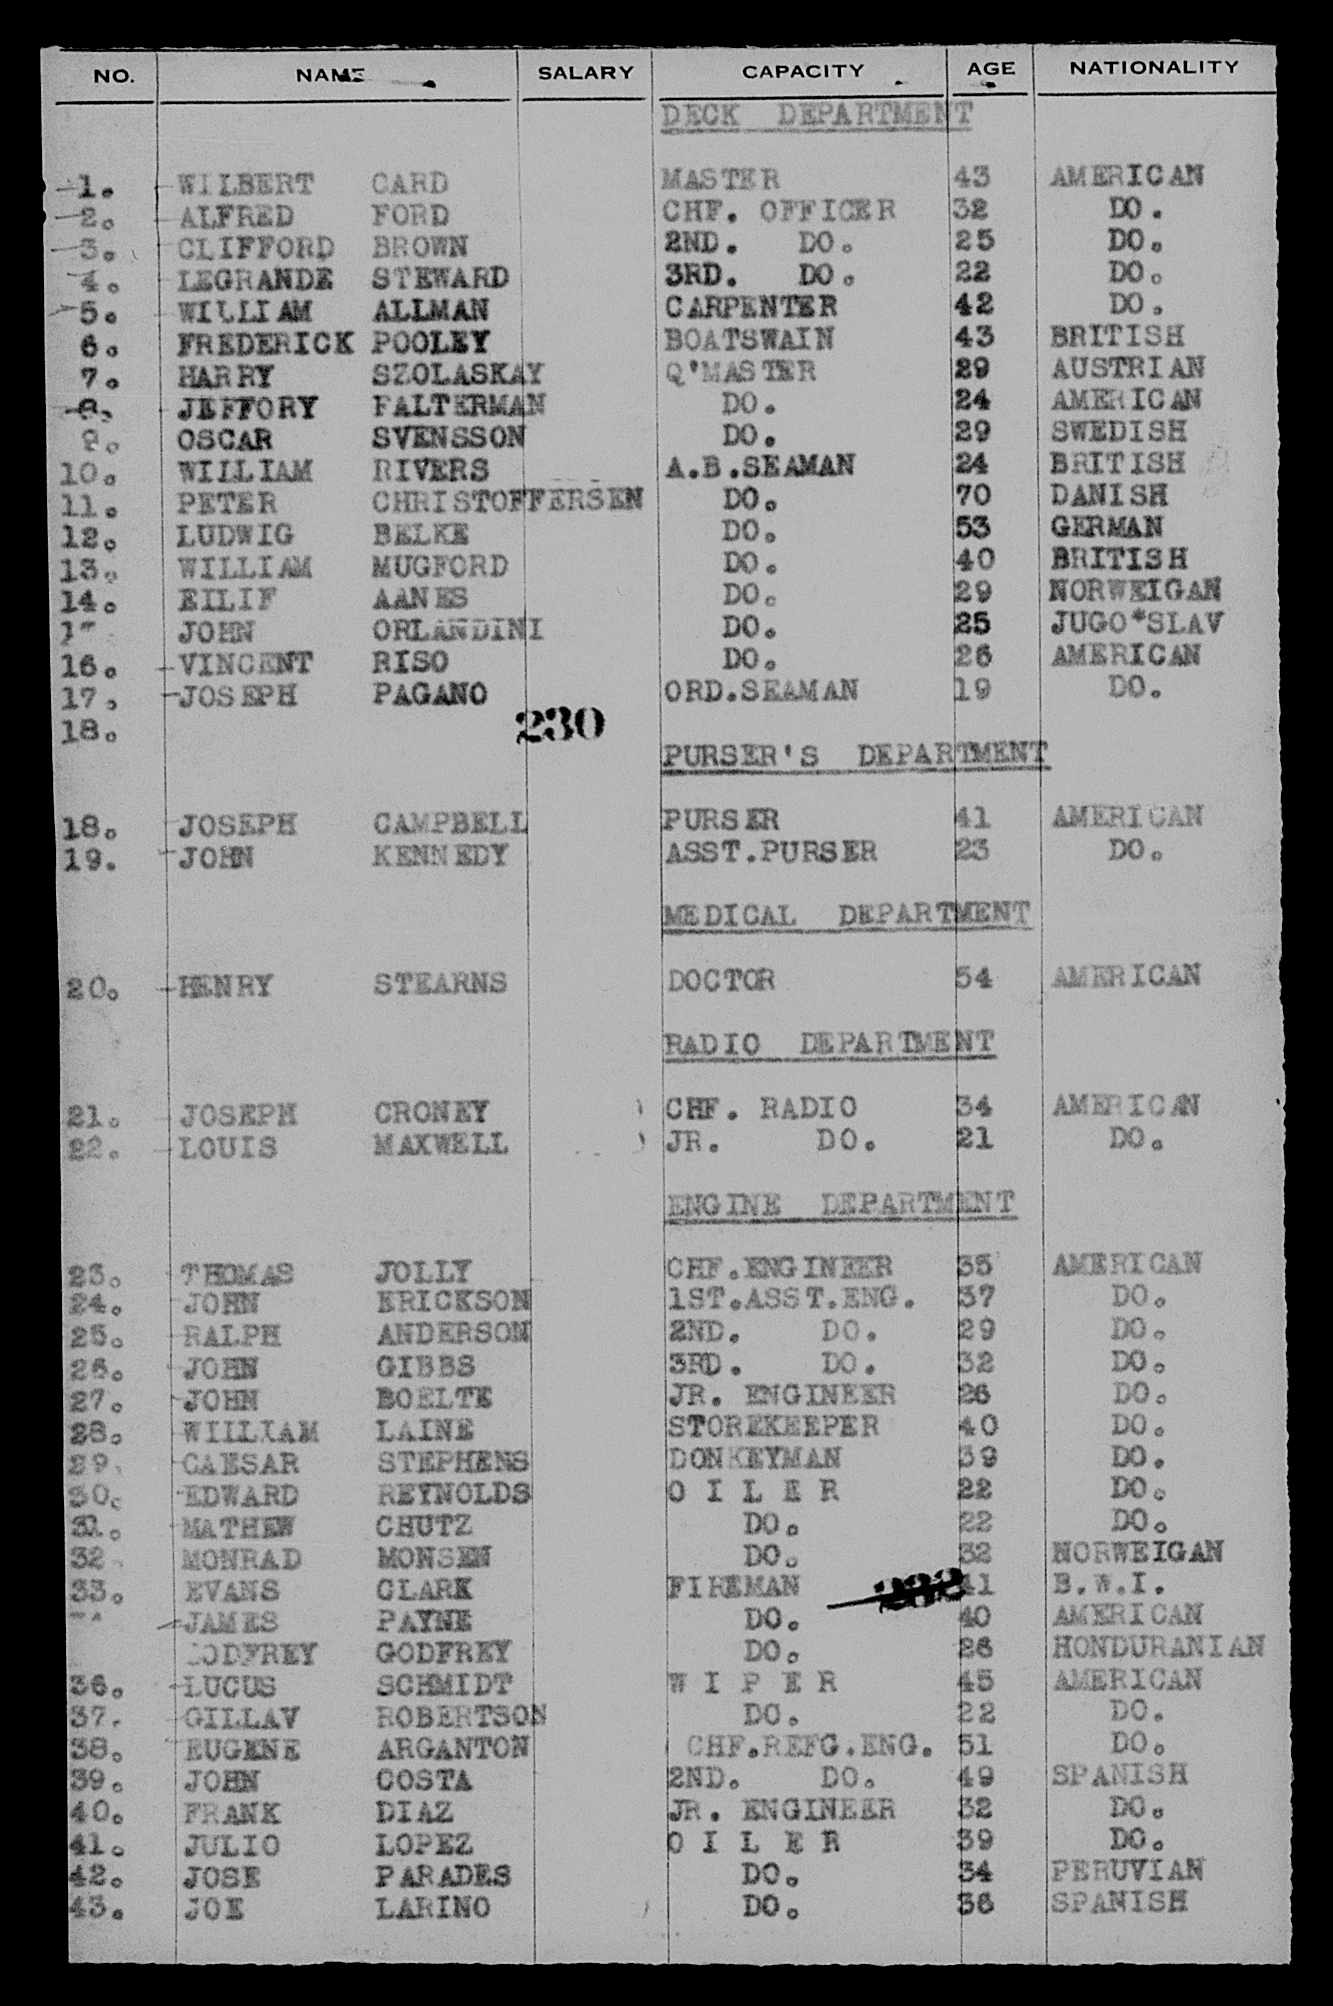 NO. NAME SALARY CAPACITY AGE NATIONALITY
DECK DEPARTMENT
1. WILBERT CARD MASTER 43 AMERICAN
2. ALFRED FORD CHF. OFFICER 32 DO.
3. CLIFFORD BROWN 2ND. DO. 25 DO.
4. LEGRANDE STEWARD 3RD. DO. 22 DO.
5. WILLIAM ALLMAN CARPENTER 42 DO.
6. FREDERICK POOLEY BOATSWAIN 43 BRITISH
7. HARRY SZOLASKAY Q'MASTER 29 AUSTRIAN
8. JEFFORY FALTERMAN DO. 24 AMERICAN
9. OSCAR SVENSSON DO. 29 SWEDISH
10. WILLIAM RIVERS A.B.SEAMAN 24 BRITISH
11. PETER CHRISTOFFERSEN DO. 70 DANISH
12. LUDWIG BELKE DO. 53 GERMAN
13. WILLIAM MUGFORD DO. 40 BRITISH
14. EILIF AANES DO. 29 NORWEIGAN
JOHN ORLANDINI DO. 25 JUGO*SLAV
16. VINCENT RISO DO. 26 AMERICAN
17. JOSEPH PAGANO ORD.SEAMAN 19 DO.
18. 230
PURSER'S DEPARTMENT
18. JOSEPH CAMPBELL PURSER 41 AMERICAN
19. JOHN KENNEDY ASST.PURSER 23 DO.
MEDICAL DEPARTMENT
20. HENRY STEARNS DOCTOR 54 AMERICAN
RADIO DEPARTMENT
21. JOSEPH CRONEY CHF. RADIO 34 AMERICAN
22. LOUIS MAXWELL JR. DO. 21 DO.
ENGINE DEPARTMENT
23. THOMAS JOLLY CHF.ENGINEER 35 AMERICAN
24. JOHN ERICKSON 1ST.ASST.ENG. 37 DO.
25. RALPH ANDERSON 2ND. DO. 29 DO.
26. JOHN GIBBS 3RD. DO. 32 DO.
27. JOHN BOELTE JR. ENGINEER 26 DO.
28. WIILLAM LAINE STOREKEEPER 40 DO.
29. CAESAR STEPHENS DONKEYMAN 39 DO.
30. EDWARD REYNOLDS O I L E R 22 DO.
31. MATHEW CHUTZ DO. 22 DO.
32. MONRAD MONSEN DO. 32 NORWEIGAN
33. EVANS CLARK FIREMAN 41 B.W.I.
JAMES PAYNE DO. 40 AMERICAN
GODFREY GODFREY DO. 26 HONDURANIAN
36. LUCUS SCHMIDT W I P E R 45 AMERICAN
37. GILLAV ROBERTSON DO. 22 DO.
38. EUGENE ARGANTON CHF.REFG.ENG. 51 DO.
39. JOHN COSTA 2ND. DO. 49 SPANISH
40. FRANK DIAZ JR. ENGINEER 32 DO.
41. JULIO LOPEZ O I L E R 39 DO.
42. JOSE PARADES DO. 34 PERUVIAN
43. JOE LARINO DO. 36 SPANISH